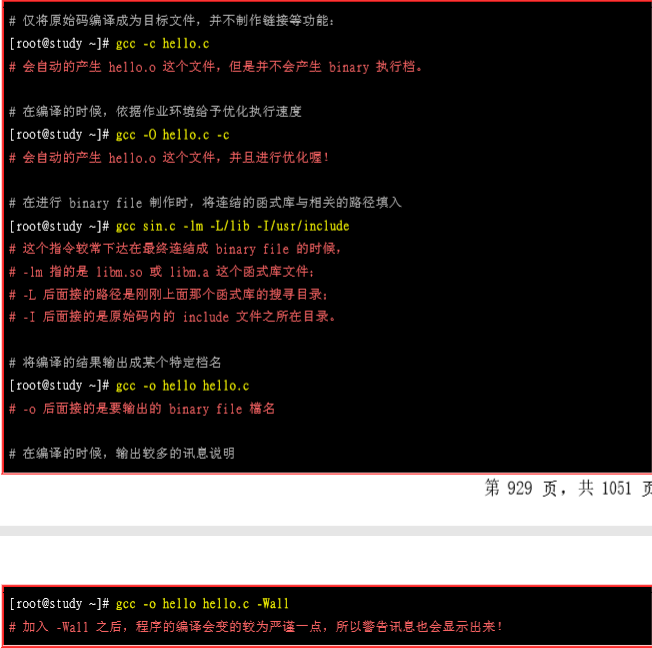 # 仅将原始码编译成为目标文件，并不制作链接等功能：
[root@study ~]# gcc -c hello.c
# 会自动的产生 hello.o 这个文件，但是并不会产生 binary 执行档。
# 在编译的时候，依据作业环境给予优化执行速度
[root@study ~]# gcc -O hello.c -c
# 会自动的产生 hello.o 这个文件，并且进行优化喔！
# 在进行 binary file 制作时，将连结的函式库与相关的路径填入
[root@study ~]# gcc sin.c -lm -L/lib -I/usr/include
# 这个指令较常下达在最终连结成 binary file 的时候，
# -lm 指的是 libm.so 或 libm.a 这个函式库文件；
# -L 后面接的路径是刚刚上面那个函式库的搜寻目录；
# -I 后面接的是原始码内的 include 文件之所在目录。
# 将编译的结果输出成某个特定档名
[root@study ~]# gcc -o hello hello.c
# -o 后面接的是要输出的 binary file 檔名
# 在编译的时候，输出较多的讯息说明
第 929 页，共 1051 页
[root@study ~]# gcc -o hello hello.c -Wall
# 加入 -Wall 之后，程序的编译会变的较为严谨一点，所以警告讯息也会显示出来！